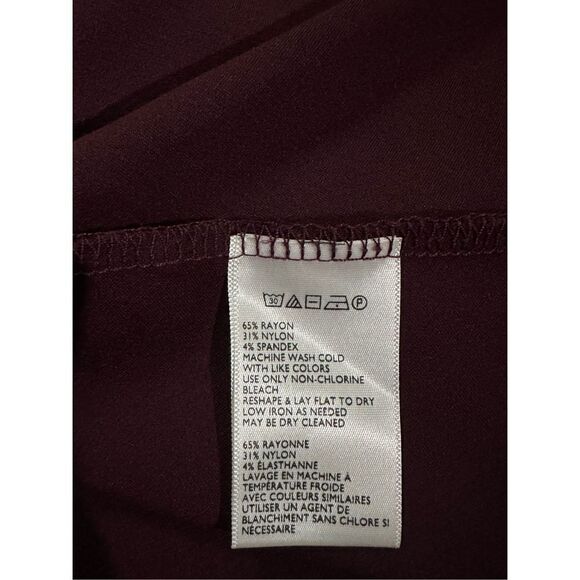 30 P
65% RAYON
31% NYLON
4% SPANDEX
MACHINE WASH COLD
WITH LIKE COLORS
USE ONLY NON-CHLORINE
BLEACH
RESHAPE & LAY FLAT TO DRY
LOW IRON AS NEEDED
MAY BE DRY CLEANED
65% RAYONNE
31% NYLON
4% ÉLASTHANNE
LAVAGE EN MACHINE À
TEMPÉRATURE FROIDE
AVEC COULEURS SIMILAIRES
UTILISER UN AGENT DE
BLANCHIMENT SANS CHLORE SI
NÉCESSAIRE